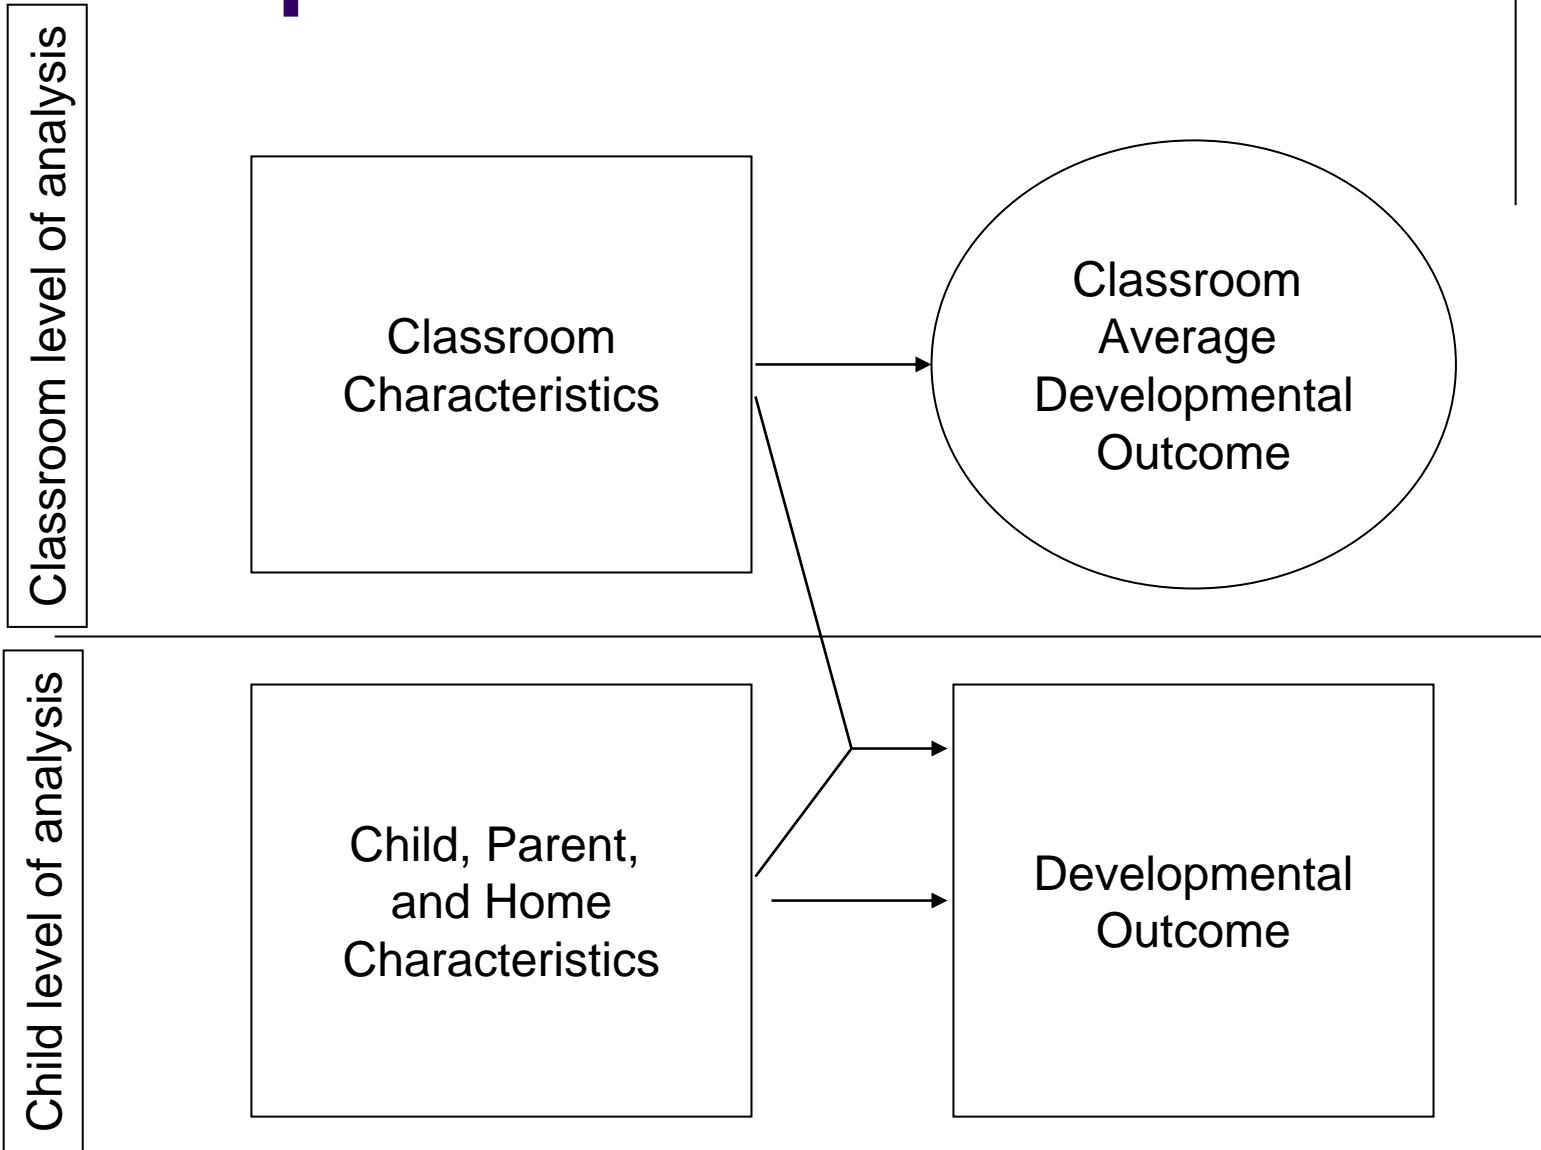 Classroom level of analysis
Classroom
Characteristics
Classroom
Average
Developmental
Outcome
Child level of analysis
Child, Parent,
and Home
Characteristics
Developmental
Outcome